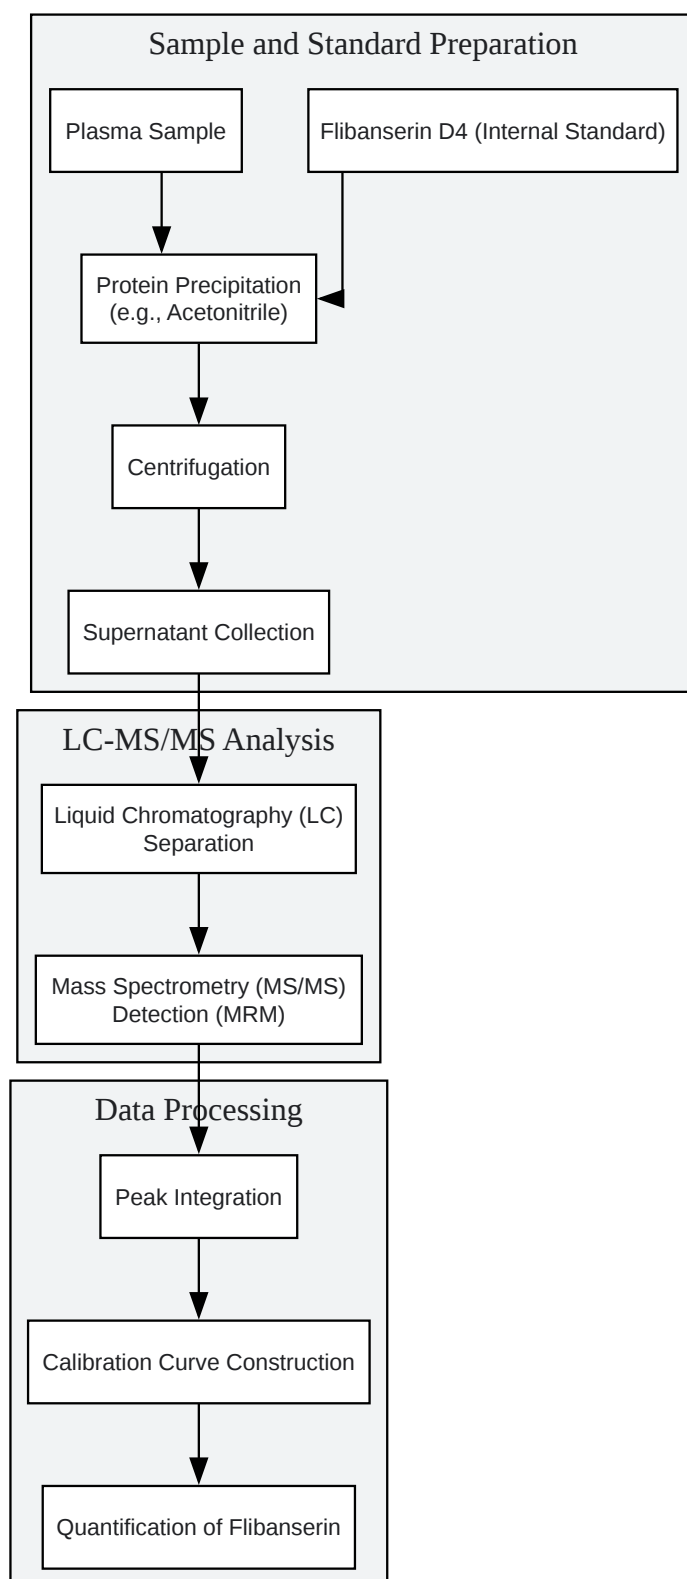 Sample and Standard Preparation
Plasma Sample
Flibanserin D4 (Internal Standard)
Protein Precipitation
(e.g., Acetonitrile)
Centrifugation
Supernatant Collection
LC-MS/MS Analysis
Liquid Chromatography (LC)
Separation
Mass Spectrometry (MS/MS)
Detection (MRM)
Data Processing
Peak Integration
Calibration Curve Construction
Quantification of Flibanserin